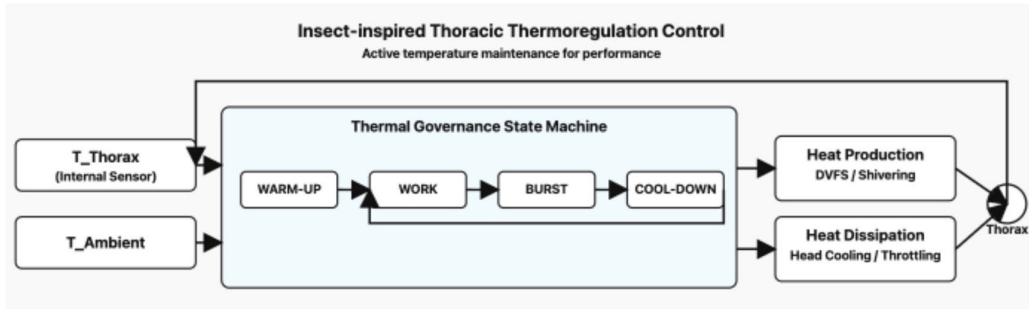 Insect-inspired Thoracic Thermoregulation Control
Active temperature maintenance for performance
Thermal Governance State Machine
T_Thorax
(Internal Sensor)
T_Ambient
WARM-UP
WORK
BURST
COOL-DOWN
Heat Production
DVFS / Shivering
Heat Dissipation
Head Cooling / Throttling
Thorax